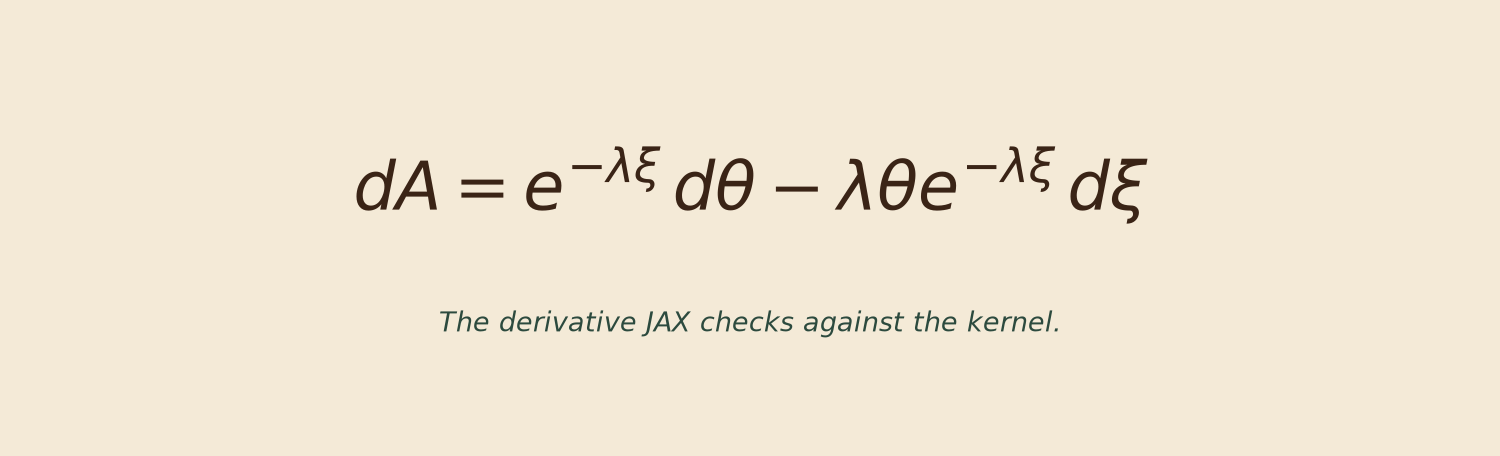 dA = e^{−λξ} dθ − λθe^{−λξ} dξ
The derivative JAX checks against the kernel.